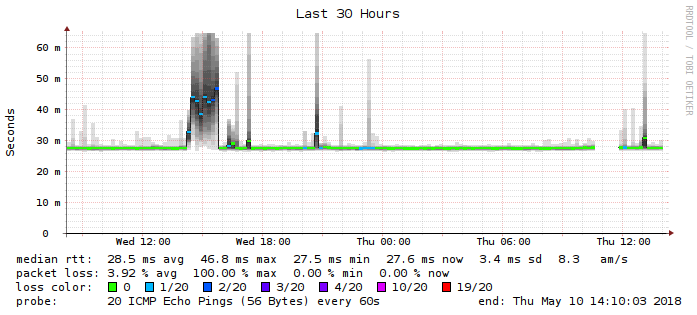 Last 30 Hours
RRDTOOL / TOBI OETIKER
Seconds
60 m
50 m
40 m
30 m
20 m
10 m
0
Wed 12:00 Wed 18:00 Thu 00:00 Thu 06:00 Thu 12:00
median rtt: 28.5 ms avg 46.8 ms max 27.5 ms min 27.6 ms now 3.4 ms sd 8.3 am/s
packet loss: 3.92 % avg 100.00 % max 0.00 % min 0.00 % now
loss color: 0 1/20 2/20 3/20 4/20 10/20 19/20
probe: 20 ICMP Echo Pings (56 Bytes) every 60s end: Thu May 10 14:10:03 2018